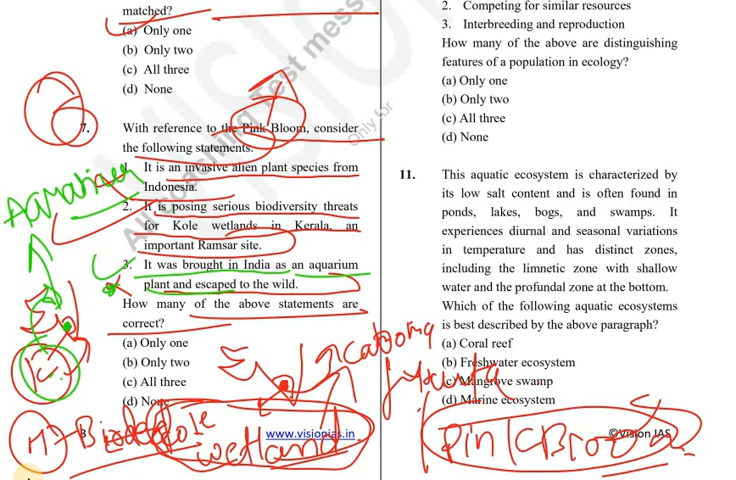 matched?
(a) Only one
(b) Only two
(c) All three
(d) None
7. With reference to the Pink Bloom, consider
the following statements:
1. It is an invasive alien plant species from
Indonesia.
2. It is posing serious biodiversity threats
for Kole wetlands in Kerala, an
important Ramsar site.
3. It was brought in India as an aquarium
plant and escaped to the wild.
How many of the above statements are
correct?
(a) Only one
(b) Only two
(c) All three
(d) None
www.visionias.in
wetland
2. Competing for similar resources
3. Interbreeding and reproduction
How many of the above are distinguishing
features of a population in ecology?
(a) Only one
(b) Only two
(c) All three
(d) None
11. This aquatic ecosystem is characterized by
its low salt content and is often found in
ponds, lakes, bogs, and swamps. It
experiences diurnal and seasonal variations
in temperature and has distinct zones,
including the limnetic zone with shallow
water and the profundal zone at the bottom.
Which of the following aquatic ecosystems
is best described by the above paragraph?
(a) Coral reef
(b) Freshwater ecosystem
(c) Mangrove swamp
(d) Marine ecosystem
©Vision IAS